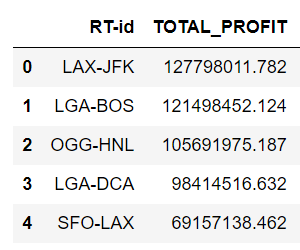 RT-id TOTAL_PROFIT
0 LAX-JFK 127798011.782
1 LGA-BOS 121498452.124
2 OGG-HNL 105691975.187
3 LGA-DCA 98414516.632
4 SFO-LAX 69157138.462